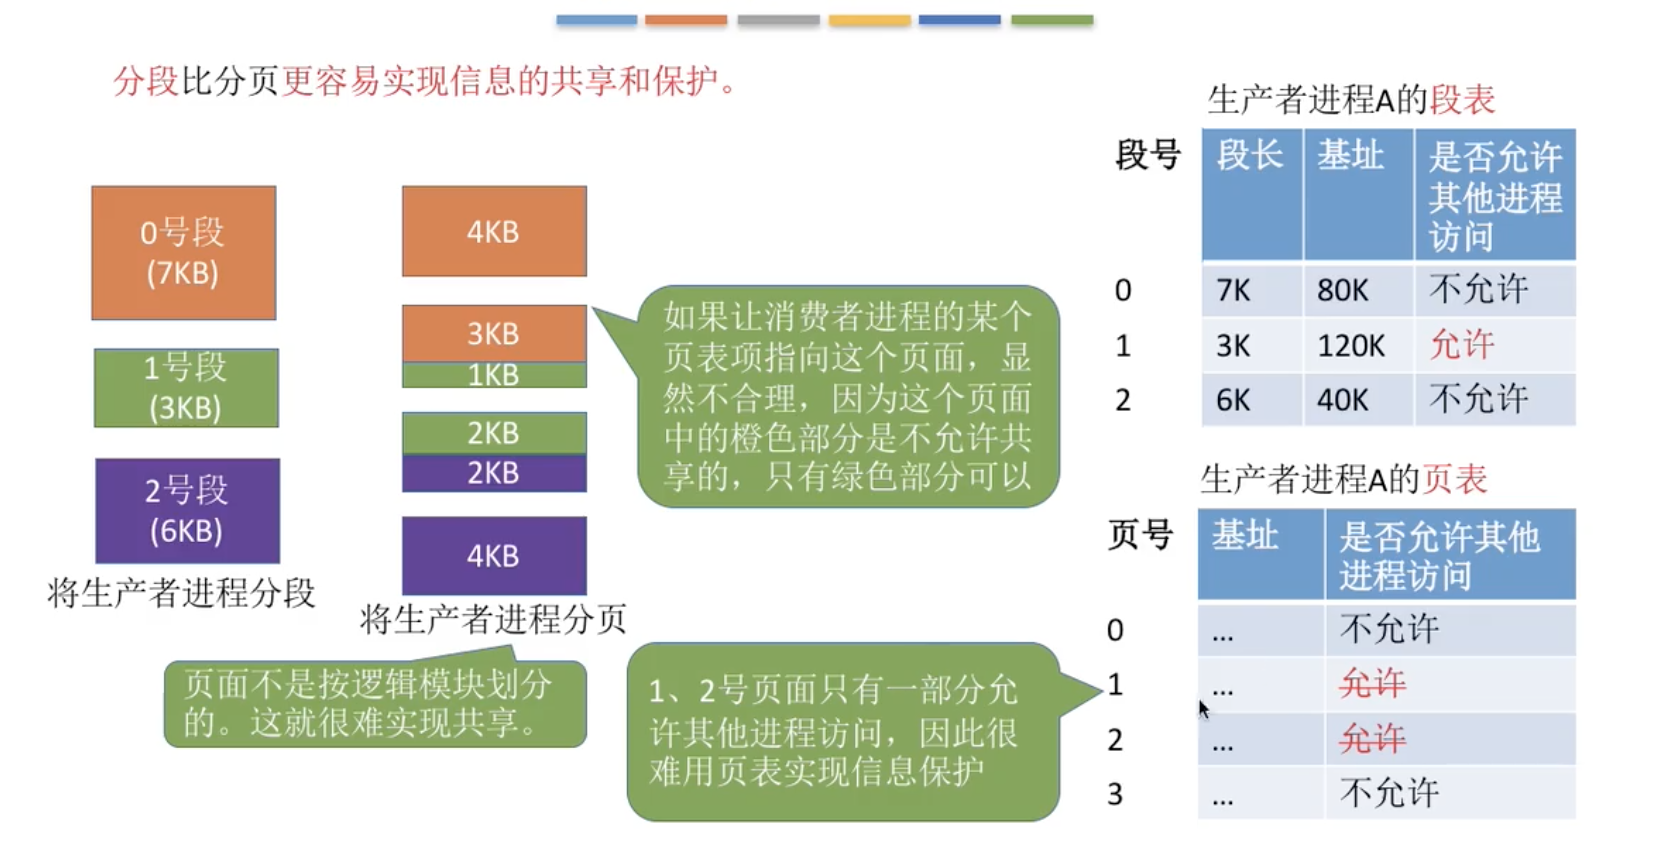 分段比分页更容易实现信息的共享和保护。
0号段
(7KB)
1号段
(3KB)
2号段
(6KB)
将生产者进程分段
4KB
3KB
1KB
2KB
2KB
4KB
将生产者进程分页
页面不是按逻辑模块划分
的。这就很难实现共享。
如果让消费者进程的某个
页表项指向这个页面，显
然不合理，因为这个页面
中的橙色部分是不允许共
享的，只有绿色部分可以
1、2号页面只有一部分允
许其他进程访问，因此很
难用页表实现信息保护
生产者进程A的段表
段号 段长 基址 是否允许
其他进程
访问
0 7K 80K 不允许
1 3K 120K 允许
2 6K 40K 不允许
生产者进程A的页表
页号 基址 是否允许其他
进程访问
0 ... 不允许
1 ... 允许
2 ... 允许
3 ... 不允许